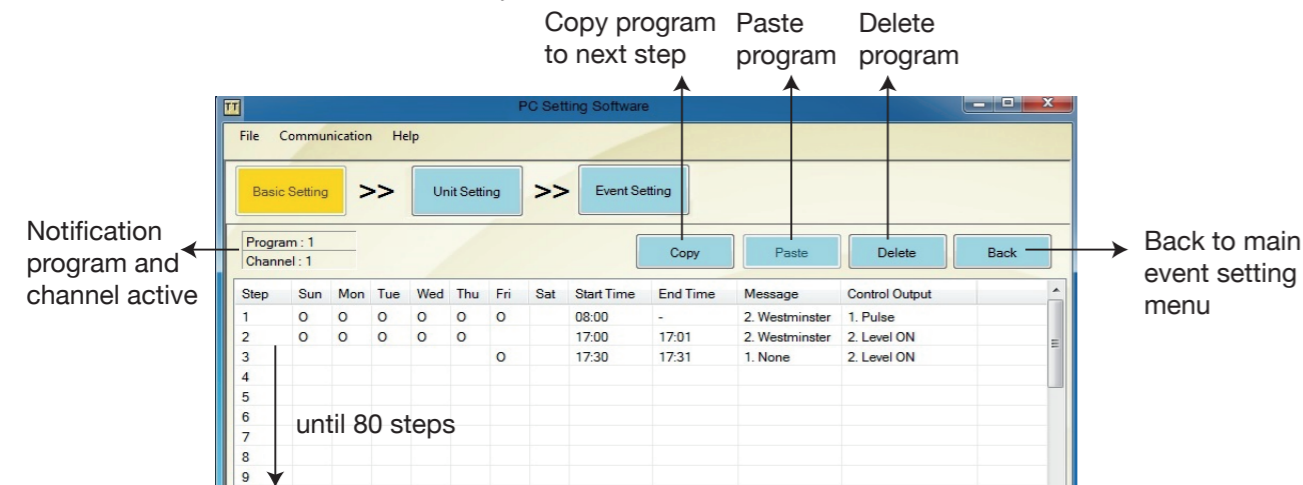 Copy program
to next step
Paste
program
Delete
program
TT
PC Setting Software
File Communication Help
Basic Setting >> Unit Setting >> Event Setting
Notification
program and
channel active
Program : 1
Channel : 1
Copy Paste Delete Back
Back to main
event setting
menu
Step Sun Mon Tue Wed Thu Fri Sat Start Time End Time Message Control Output
1 O O O O O O 08:00 - 2. Westminster 1. Pulse
2 O O O O O 17:00 17:01 2. Westminster 2. Level ON
3 O 17:30 17:31 1. None 2. Level ON
4
5
6
7
8
9
until 80 steps